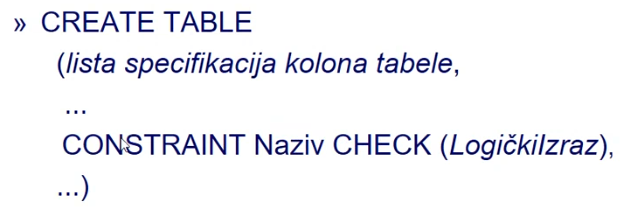 » CREATE TABLE
(lista specifikacija kolona tabele,
...
CONSTRAINT Naziv CHECK (LogičkiIzraz),
...)